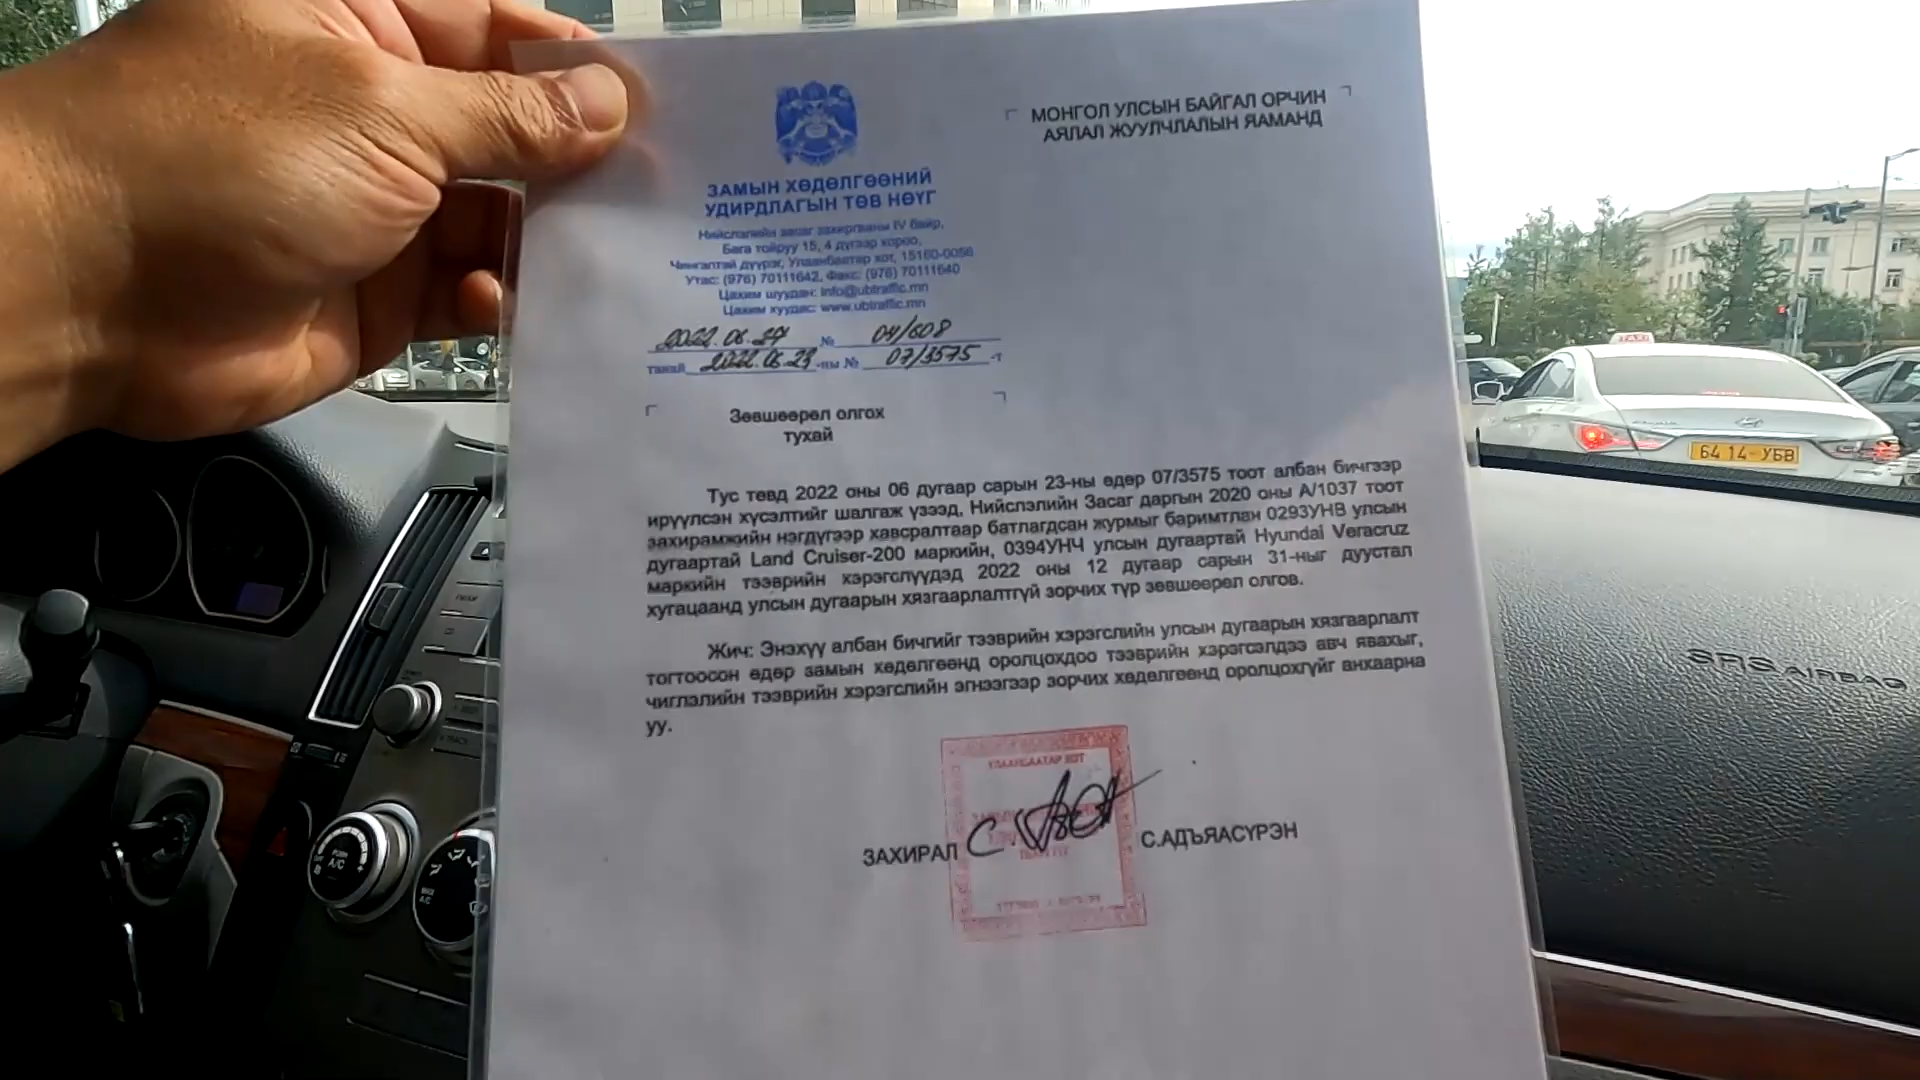 МОНГОЛ УЛСЫН БАЙГАЛ ОРЧИН
АЯЛАЛ ЖУУЛЧЛАЛЫН ЯАМАНД
ЗАМЫН ХӨДӨЛГӨӨНИЙ
УДИРДЛАГЫН ТӨВ НӨҮГ
Нийслэлийн засаг захиргааны IV байр,
Бага тойруу 15, 4 дүгээр хороо,
Чингэлтэй дүүрэг, Улаанбаатар хот, 15160-0056
Утас: (976) 70111642, Факс: (976) 70111640
Цахим шуудан: info@ubtraffic.mn
Цахим хуудас: www.ubtraffic.mn
2022.06.27 № 04/608
танай 2022.06.23 -ны № 07/3575 -т
Зөвшөөрөл олгох
тухай
Тус төвд 2022 оны 06 дугаар сарын 23-ны өдөр 07/3575 тоот албан бичгээр
ирүүлсэн хүсэлтийг шалгаж үзээд, Нийслэлийн Засаг даргын 2020 оны А/1037 тоот
захирамжийн нэгдүгээр хавсралтаар батлагдсан журмыг баримтлан 0293УНВ улсын
дугаартай Land Cruiser-200 маркийн, 0394УНЧ улсын дугаартай Hyundai Veracruz
маркийн тээврийн хэрэгслүүдэд 2022 оны 12 дугаар сарын 31-ныг дуустал
хугацаанд улсын дугаарын хязгаарлалтгүй зорчих түр зөвшөөрөл олгов.
Жич: Энэхүү албан бичгийг тээврийн хэрэгслийн улсын дугаарын хязгаарлалт
тогтоосон өдөр замын хөдөлгөөнд оролцохдоо тээврийн хэрэгсэлдээ авч явахыг,
чиглэлийн тээврийн хэрэгслийн эгнээгээр зорчих хөдөлгөөнд оролцохгүйг анхаарна
уу.
УЛААНБААТАР ХОТ
ЗАХИРАЛ С.АДЪЯАСҮРЭН
TAXI
64 14 УБВ
SRS AIRBAG
PUSH
A/C
MAX
A/C
CD